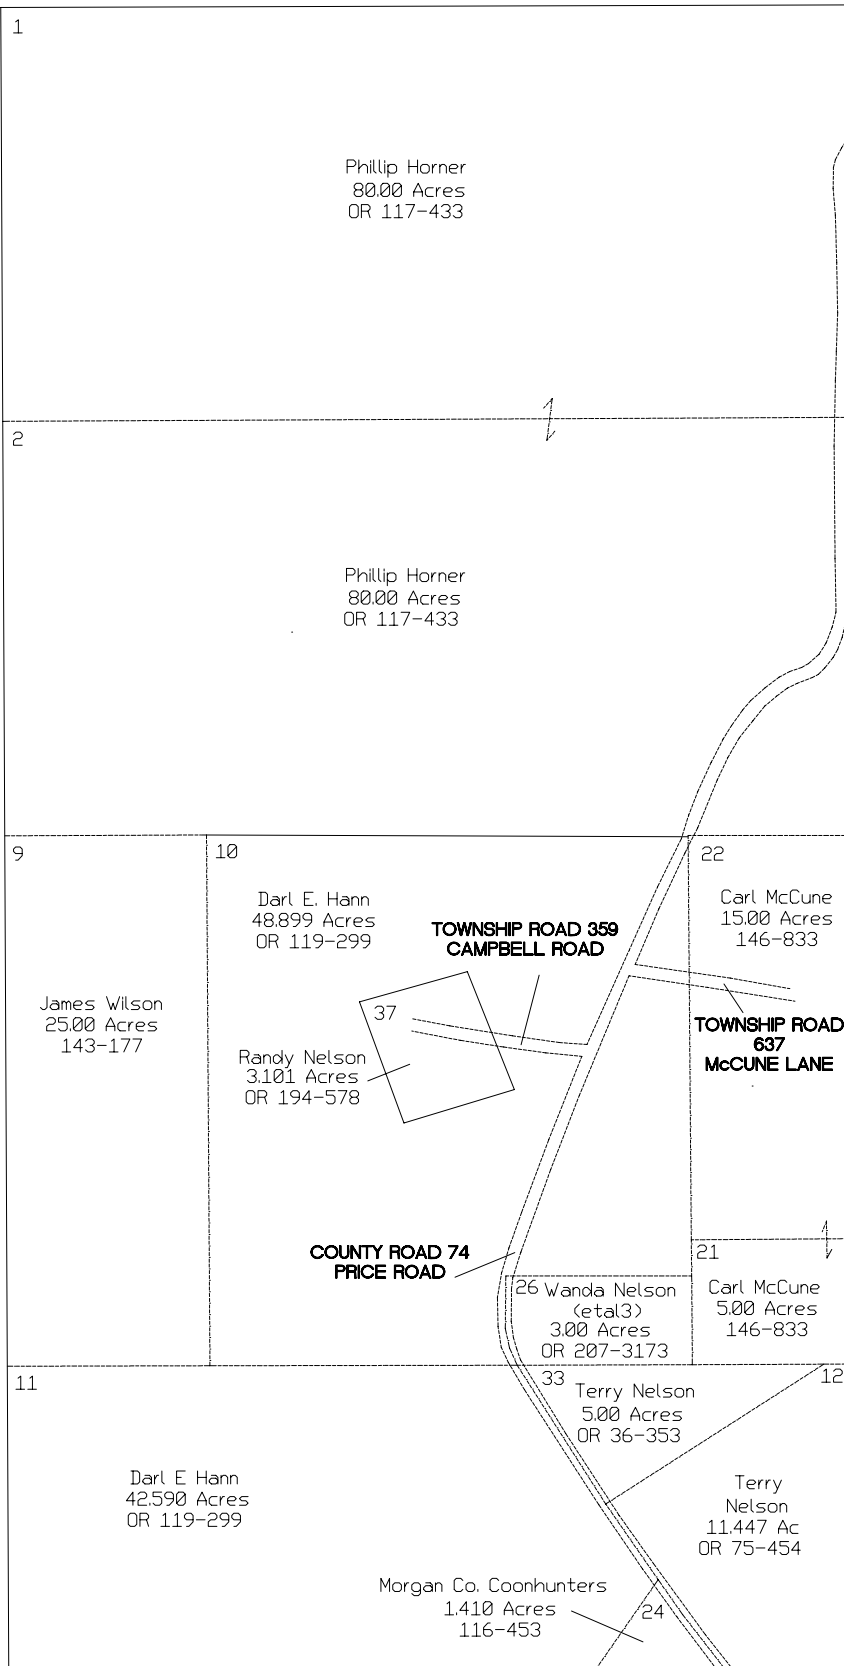 1
Phillip Horner
80.00 Acres
OR 117-433
2
Phillip Horner
80.00 Acres
OR 117-433
9
10
22
Darl E. Hann
48.899 Acres
OR 119-299
TOWNSHIP ROAD 359
CAMPBELL ROAD
Carl McCune
15.00 Acres
146-833
James Wilson
25.00 Acres
143-177
37
Randy Nelson
3.101 Acres
OR 194-578
TOWNSHIP ROAD
637
McCUNE LANE
COUNTY ROAD 74
PRICE ROAD
21
26 Wanda Nelson
(etal3)
3.00 Acres
OR 207-3173
Carl McCune
5.00 Acres
146-833
11
33
12
Terry Nelson
5.00 Acres
OR 36-353
Darl E Hann
42.590 Acres
OR 119-299
Terry
Nelson
11.447 Ac
OR 75-454
Morgan Co. Coonhunters
1.410 Acres
116-453
24